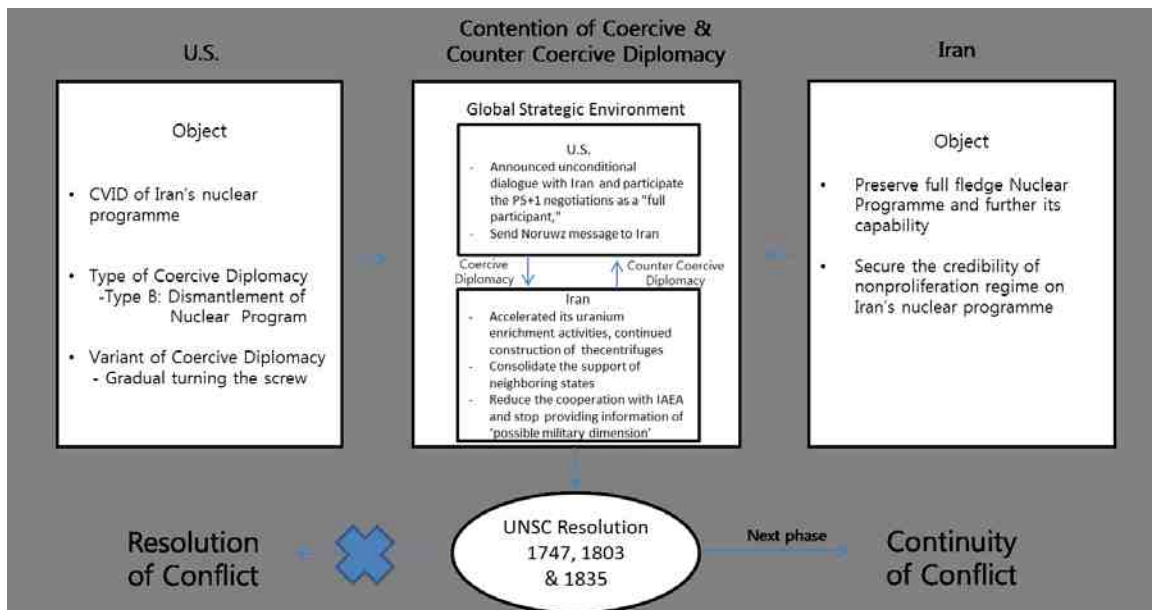 U.S.
Contention of Coercive &
Counter Coercive Diplomacy
Iran
Object
• CVID of Iran's nuclear
programme
• Type of Coercive Diplomacy
-Type B: Dismantlement of
Nuclear Program
• Variant of Coercive Diplomacy
- Gradual turning the screw
Global Strategic Environment
U.S.
- Announced unconditional
dialogue with Iran and participate
the P5+1 negotiations as a "full
participant,"
- Send Noruwz message to Iran
Coercive
Diplomacy
Counter Coercive
Diplomacy
Iran
- Accelerated its uranium
enrichment activities, continued
construction of thecentrifuges
- Consolidate the support of
neighboring states
- Reduce the cooperation with IAEA
and stop providing information of
'possible military dimension'
Object
• Preserve full fledge Nuclear
Programme and further its
capability
• Secure the credibility of
nonproliferation regime on
Iran's nuclear programme
Resolution
of Conflict
UNSC Resolution
1747, 1803
& 1835
Next phase
Continuity
of Conflict